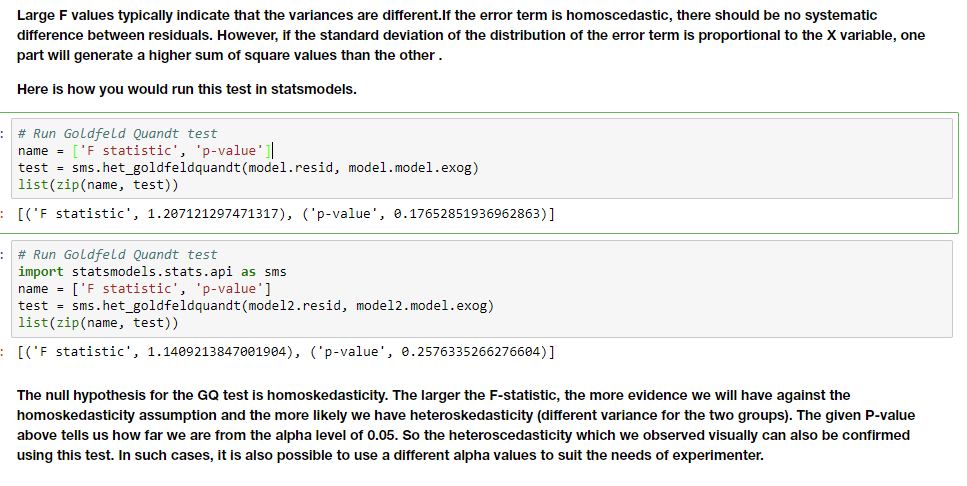 Large F values typically indicate that the variances are different.If the error term is homoscedastic, there should be no systematic
difference between residuals. However, if the standard deviation of the distribution of the error term is proportional to the X variable, one
part will generate a higher sum of square values than the other .
Here is how you would run this test in statsmodels.
: # Run Goldfeld Quandt test
name = ['F statistic', 'p-value']
test = sms.het_goldfeldquandt(model.resid, model.model.exog)
list(zip(name, test))
: [('F statistic', 1.207121297471317), ('p-value', 0.17652851936962863)]
: # Run Goldfeld Quandt test
import statsmodels.stats.api as sms
name = ['F statistic', 'p-value']
test = sms.het_goldfeldquandt(model2.resid, model2.model.exog)
list(zip(name, test))
: [('F statistic', 1.1409213847001904), ('p-value', 0.2576335266276604)]
The null hypothesis for the GQ test is homoskedasticity. The larger the F-statistic, the more evidence we will have against the
homoskedasticity assumption and the more likely we have heteroskedasticity (different variance for the two groups). The given P-value
above tells us how far we are from the alpha level of 0.05. So the heteroscedasticity which we observed visually can also be confirmed
using this test. In such cases, it is also possible to use a different alpha values to suit the needs of experimenter.